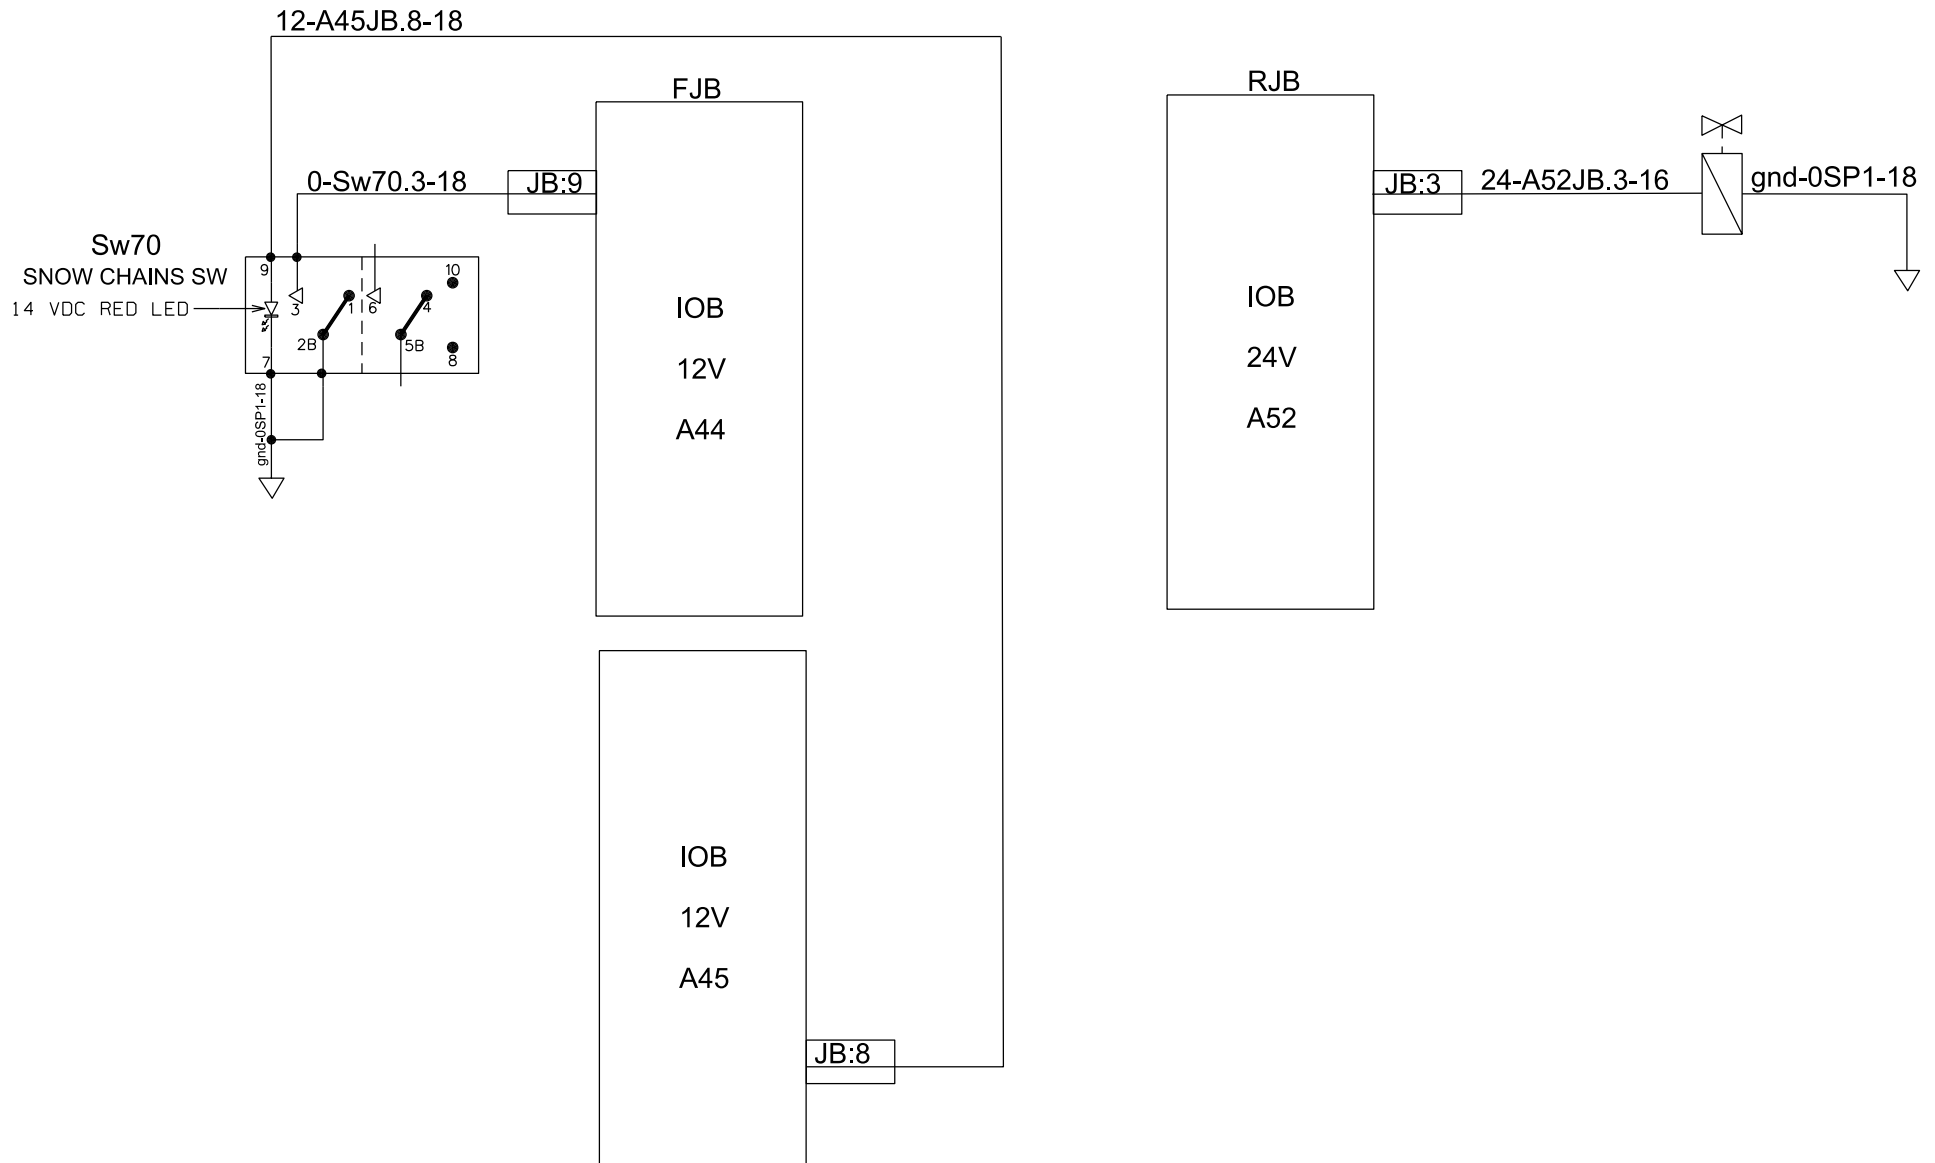 12-A45JB.8-18
FJB
RJB
0-Sw70.3-18
JB:9
JB:3
24-A52JB.3-16
gnd-0SP1-18
Sw70
SNOW CHAINS SW
14 VDC RED LED
9
3
1
6
4
10
2B
5B
7
8
gnd-0SP1-18
IOB
12V
A44
IOB
24V
A52
IOB
12V
A45
JB:8